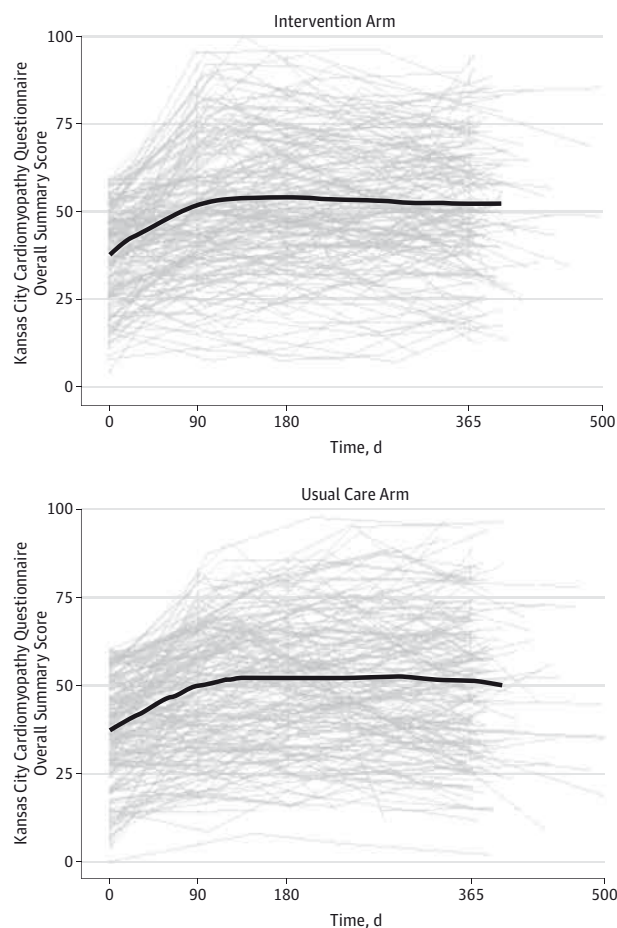 Intervention Arm
Kansas City Cardiomyopathy Questionnaire
Overall Summary Score
100
75
50
25
0
0 90 180 365 500
Time, d
Usual Care Arm
Kansas City Cardiomyopathy Questionnaire
Overall Summary Score
100
75
50
25
0
0 90 180 365 500
Time, d